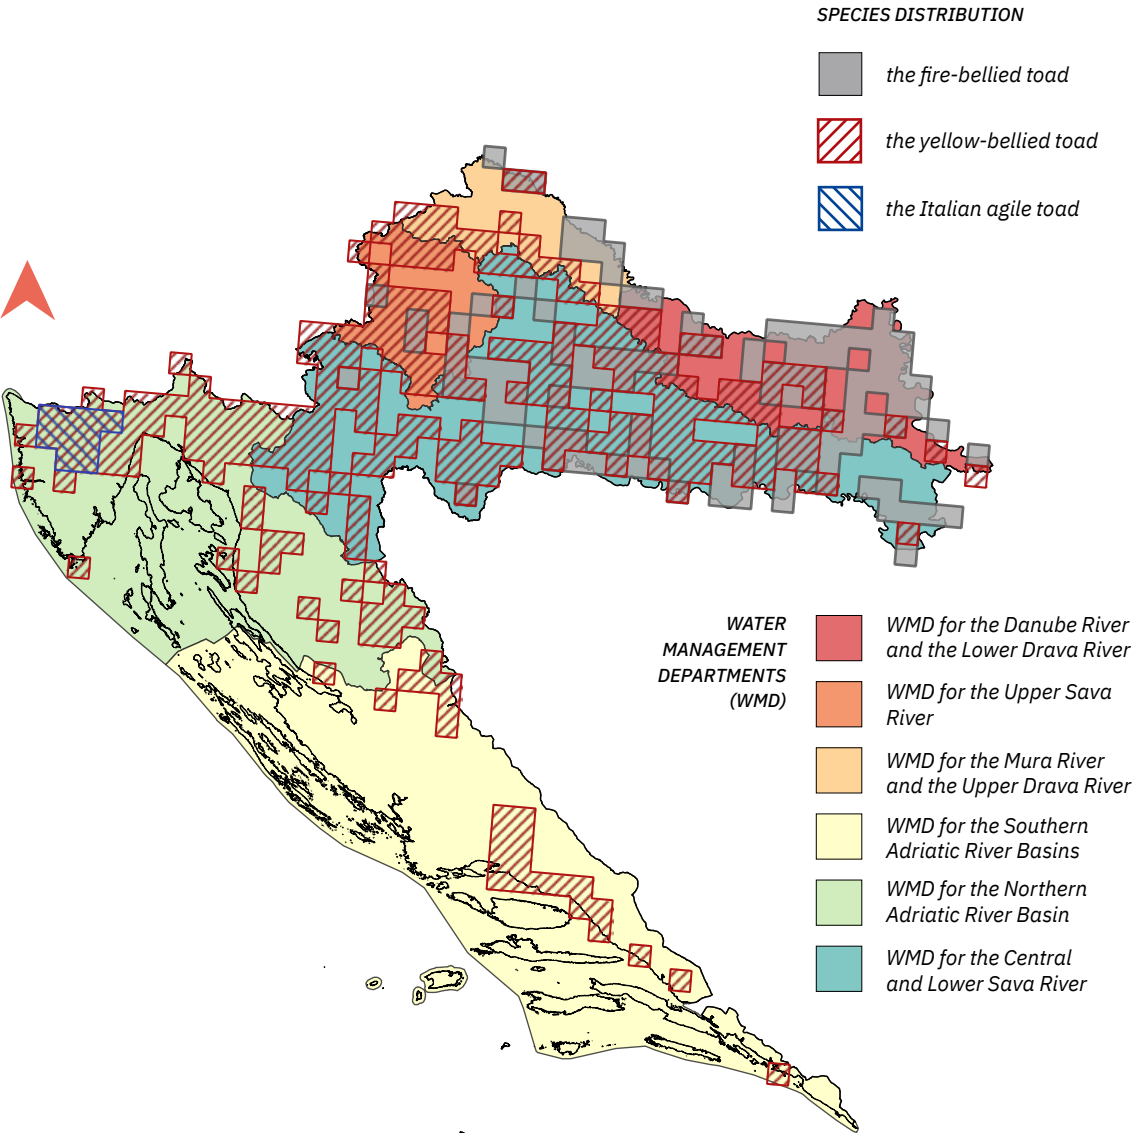 SPECIES DISTRIBUTION
the fire-bellied toad
the yellow-bellied toad
the Italian agile toad
WATER
MANAGEMENT
DEPARTMENTS
(WMD)
WMD for the Danube River
and the Lower Drava River
WMD for the Upper Sava
River
WMD for the Mura River
and the Upper Drava River
WMD for the Southern
Adriatic River Basins
WMD for the Northern
Adriatic River Basin
WMD for the Central
and Lower Sava River